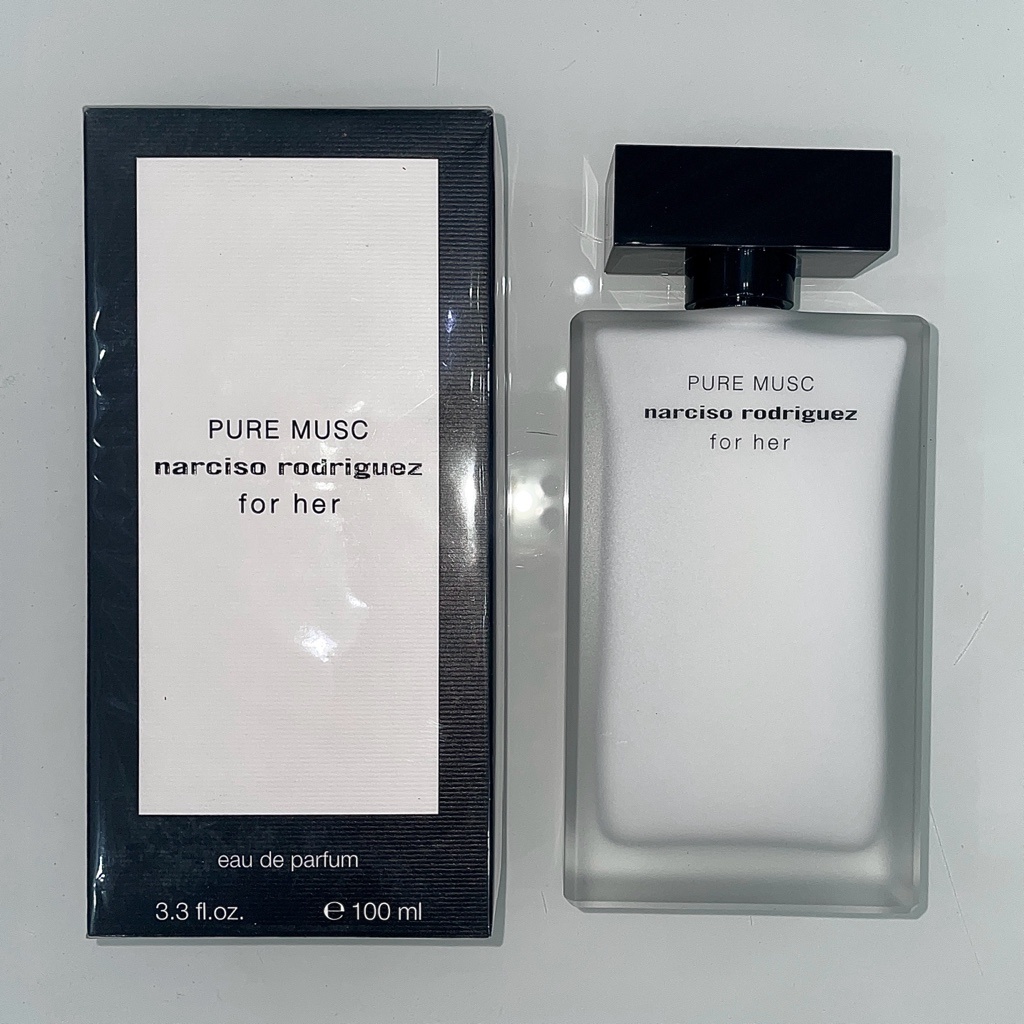 PURE MUSC
narciso rodriguez
for her
eau de parfum
3.3 fl.oz. ℮ 100 ml
PURE MUSC
narciso rodriguez
for her